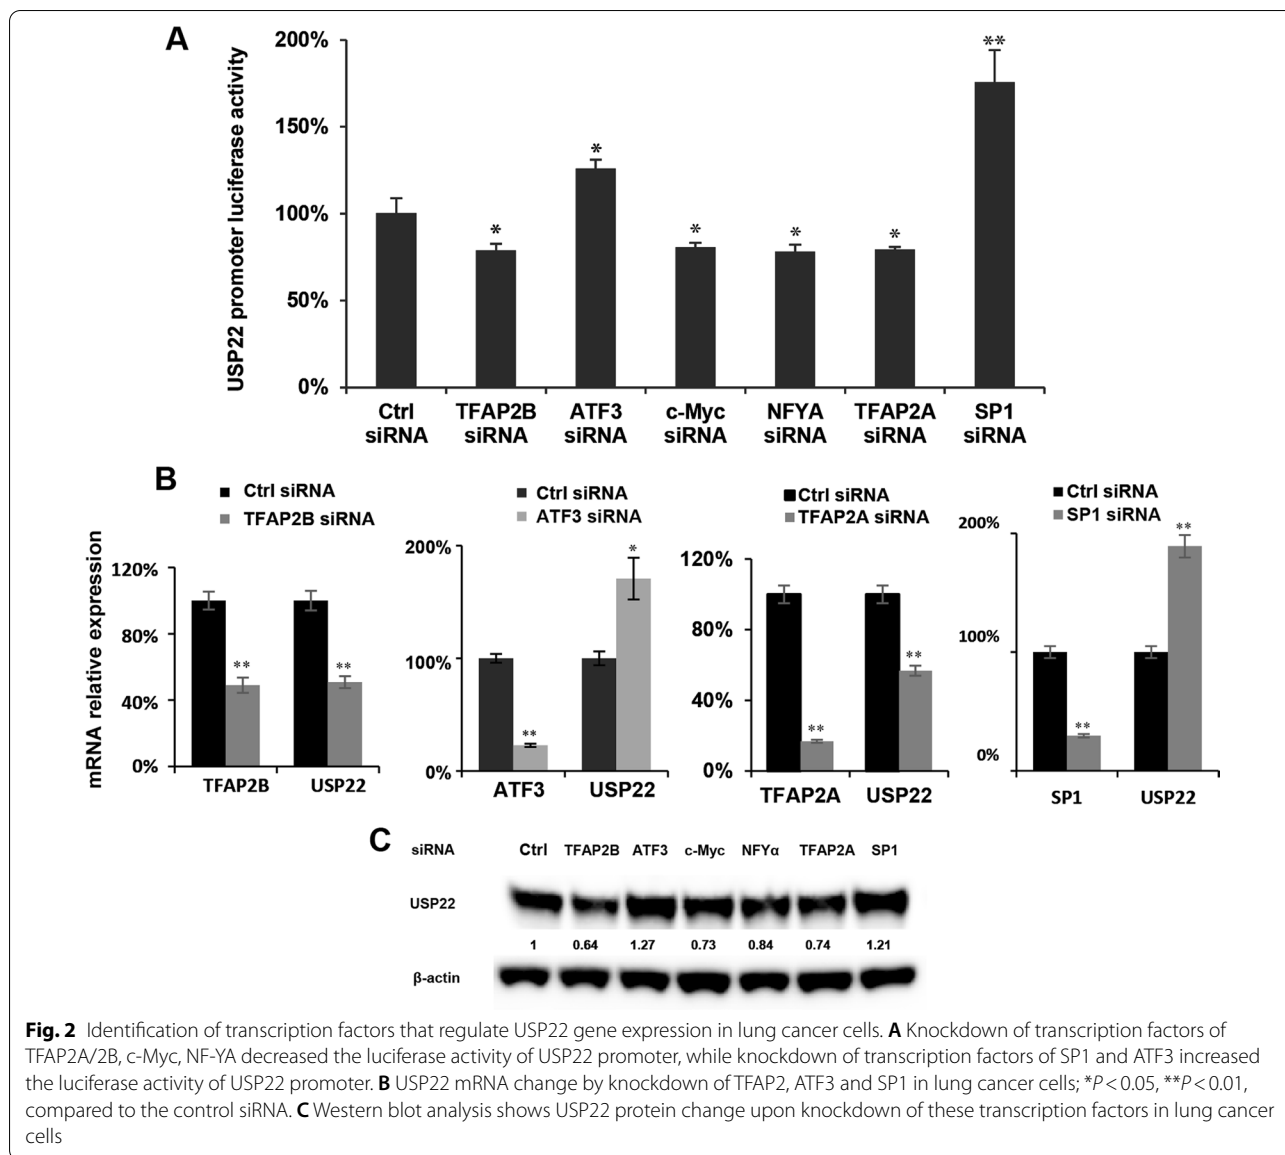 A
USP22 promoter luciferase activity
200%
150%
100%
50%
0%
** 
*
*
*
*
*
Ctrl siRNA
TFAP2B siRNA
ATF3 siRNA
c-Myc siRNA
NFYA siRNA
TFAP2A siRNA
SP1 siRNA
B
mRNA relative expression
Ctrl siRNA
TFAP2B siRNA
120%
80%
40%
0%
**
**
TFAP2B
USP22
Ctrl siRNA
ATF3 siRNA
200%
100%
0%
**
*
ATF3
USP22
Ctrl siRNA
TFAP2A siRNA
120%
80%
40%
0%
**
**
TFAP2A
USP22
Ctrl siRNA
SP1 siRNA
200%
100%
0%
**
**
SP1
USP22
C
siRNA Ctrl TFAP2B ATF3 c-Myc NFYα TFAP2A SP1
USP22
1 0.64 1.27 0.73 0.84 0.74 1.21
β-actin
Fig. 2 Identification of transcription factors that regulate USP22 gene expression in lung cancer cells. A Knockdown of transcription factors of
TFAP2A/2B, c-Myc, NF-YA decreased the luciferase activity of USP22 promoter, while knockdown of transcription factors of SP1 and ATF3 increased
the luciferase activity of USP22 promoter. B USP22 mRNA change by knockdown of TFAP2, ATF3 and SP1 in lung cancer cells; *P < 0.05, **P < 0.01,
compared to the control siRNA. C Western blot analysis shows USP22 protein change upon knockdown of these transcription factors in lung cancer
cells